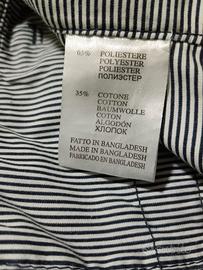 65% POLIESTERE
POLYESTER
POLYESTER
ПОЛИЭСТЕР
35% COTONE
COTTON
BAUMWOLLE
COTON
ALGODÓN
ХЛОПОК
FATTO IN BANGLADESH
MADE IN BANGLADESH
FABRICADO EN BANGLADESH